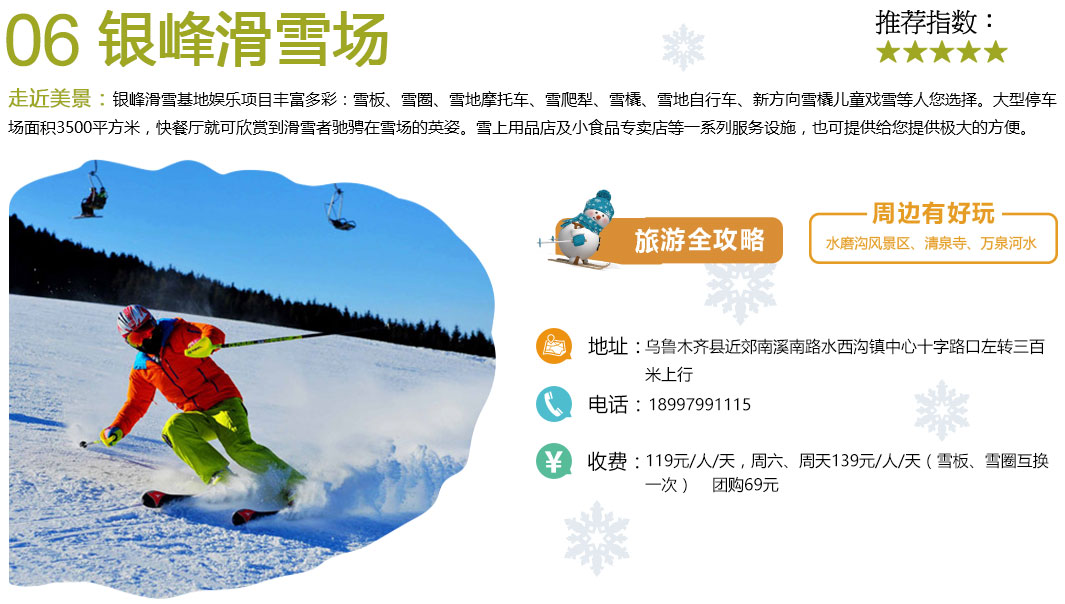 06 银峰滑雪场
推荐指数：
★★★★★
走近美景：银峰滑雪基地娱乐项目丰富多彩：雪板、雪圈、雪地摩托车、雪爬犁、雪橇、雪地自行车、新方向雪橇儿童戏雪等人您选择。大型停车
场面积3500平方米，快餐厅就可欣赏到滑雪者驰骋在雪场的英姿。雪上用品店及小食品专卖店等一系列服务设施，也可提供给您提供极大的方便。
旅游全攻略
周边有好玩
水磨沟风景区、清泉寺、万泉河水
地址：乌鲁木齐县近郊南溪南路水西沟镇中心十字路口左转三百
米上行
电话：18997991115
¥ 收费：119元/人/天，周六、周天139元/人/天（雪板、雪圈互换
一次） 团购69元